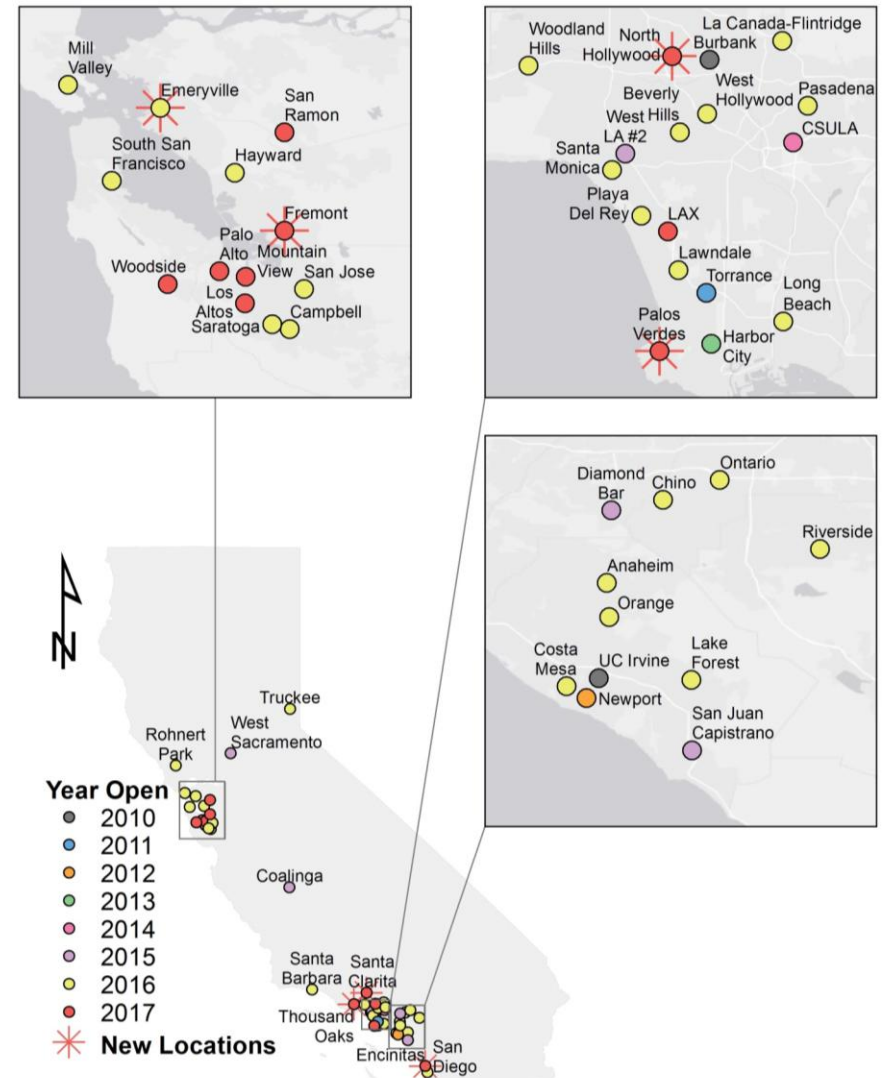 Mill
Valley
Emeryville
San
Ramon
South San
Francisco
Hayward
Fremont
Palo
Alto
Mountain
View
Woodside
San Jose
Los
Altos
Saratoga
Campbell
Woodland
Hills
North
Hollywood
La Canada-Flintridge
Burbank
West
Hollywood
Pasadena
Beverly
Hills
West
LA #2
CSULA
Santa
Monica
Playa
Del Rey
LAX
Lawndale
Torrance
Long
Beach
Palos
Verdes
Harbor
City
Diamond
Bar
Chino
Ontario
Riverside
Anaheim
Orange
Costa
Mesa
UC Irvine
Newport
Lake
Forest
San Juan
Capistrano
N
Truckee
West
Sacramento
Rohnert
Park
Coalinga
Santa
Barbara
Santa
Clarita
Thousand
Oaks
Encinitas
San
Diego
Year Open
2010
2011
2012
2013
2014
2015
2016
2017
New Locations